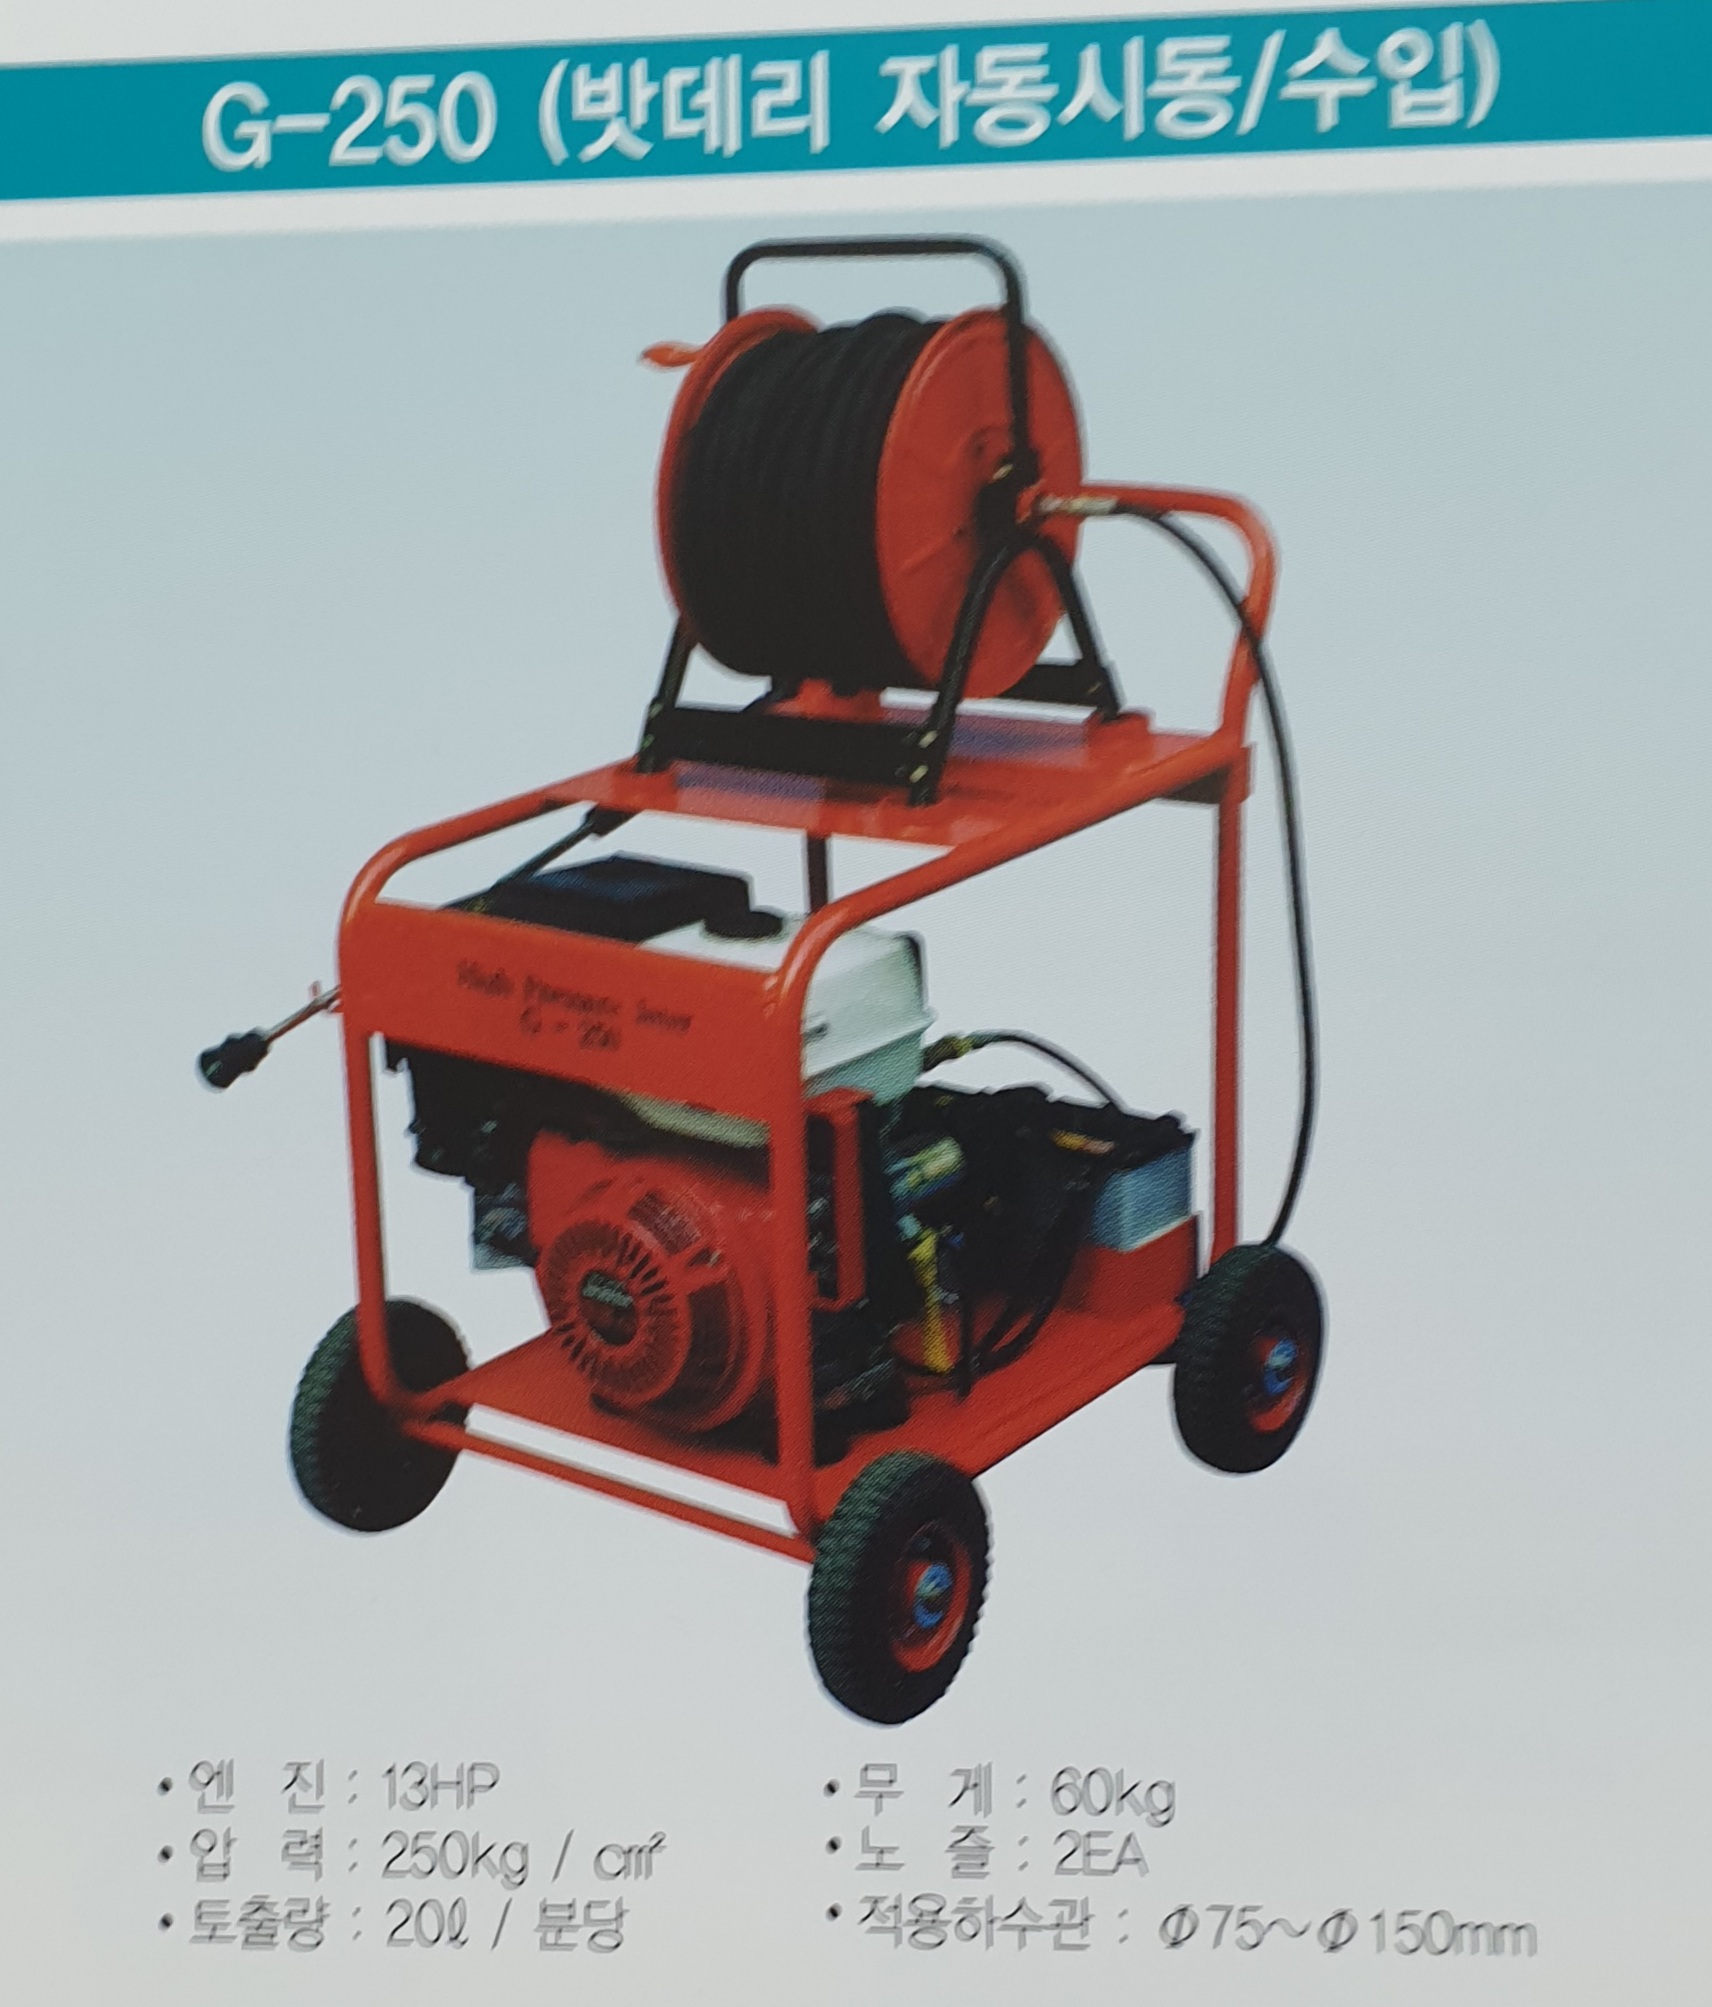 G-250 (밧데리 자동시동/수입)
G - 250
• 엔 진 : 13HP
• 압 력 : 250kg / ㎠
• 토출량 : 20ℓ / 분당
• 무 게 : 60kg
• 노 즐 : 2EA
• 적용하수관 : Φ75~Φ150mm